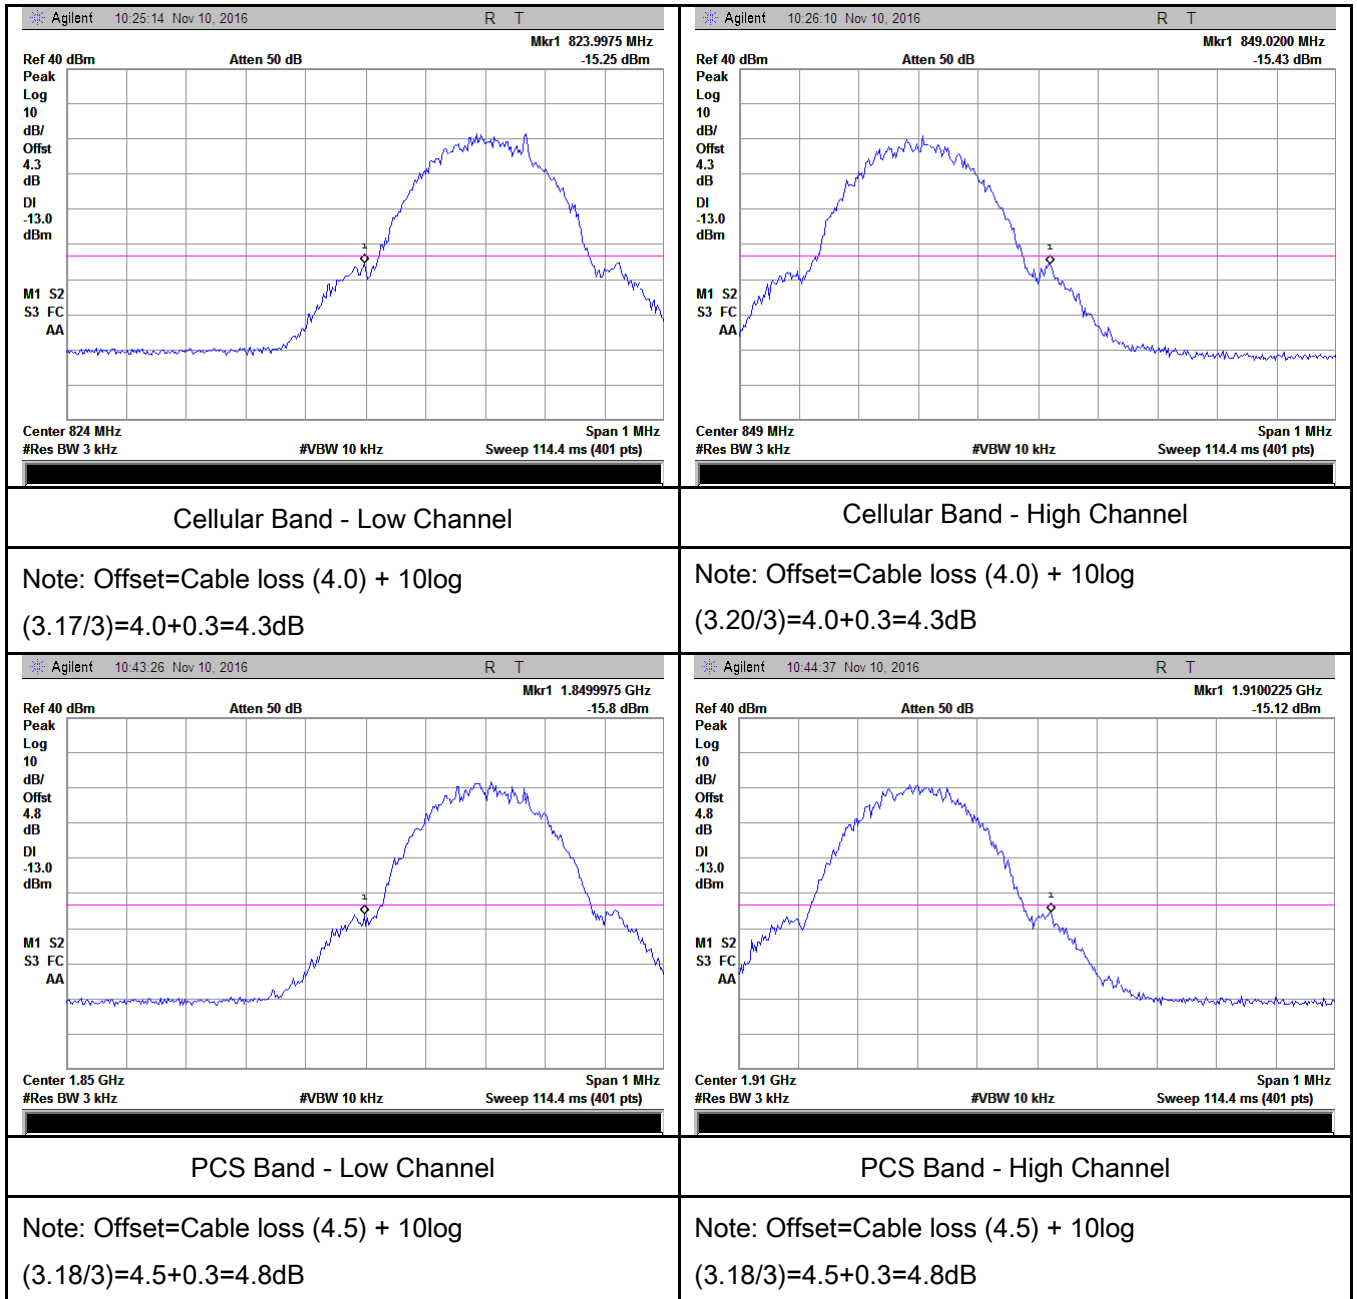 Agilent 10:25:14 Nov 10, 2016 R T
Mkr1 823.9975 MHz
Ref 40 dBm Atten 50 dB -15.25 dBm
Peak
Log
10
dB/
Offst
4.3
dB
DI
-13.0
dBm
1
M1 S2
S3 FC
AA
Center 824 MHz Span 1 MHz
#Res BW 3 kHz #VBW 10 kHz Sweep 114.4 ms (401 pts)
Cellular Band - Low Channel
Note: Offset=Cable loss (4.0) + 10log
(3.17/3)=4.0+0.3=4.3dB
Agilent 10:26:10 Nov 10, 2016 R T
Mkr1 849.0200 MHz
Ref 40 dBm Atten 50 dB -15.43 dBm
Peak
Log
10
dB/
Offst
4.3
dB
DI
-13.0
dBm
1
M1 S2
S3 FC
AA
Center 849 MHz Span 1 MHz
#Res BW 3 kHz #VBW 10 kHz Sweep 114.4 ms (401 pts)
Cellular Band - High Channel
Note: Offset=Cable loss (4.0) + 10log
(3.20/3)=4.0+0.3=4.3dB
Agilent 10:43:26 Nov 10, 2016 R T
Mkr1 1.8499975 GHz
Ref 40 dBm Atten 50 dB -15.8 dBm
Peak
Log
10
dB/
Offst
4.8
dB
DI
-13.0
dBm
1
M1 S2
S3 FC
AA
Center 1.85 GHz Span 1 MHz
#Res BW 3 kHz #VBW 10 kHz Sweep 114.4 ms (401 pts)
PCS Band - Low Channel
Note: Offset=Cable loss (4.5) + 10log
(3.18/3)=4.5+0.3=4.8dB
Agilent 10:44:37 Nov 10, 2016 R T
Mkr1 1.9100225 GHz
Ref 40 dBm Atten 50 dB -15.12 dBm
Peak
Log
10
dB/
Offst
4.8
dB
DI
-13.0
dBm
1
M1 S2
S3 FC
AA
Center 1.91 GHz Span 1 MHz
#Res BW 3 kHz #VBW 10 kHz Sweep 114.4 ms (401 pts)
PCS Band - High Channel
Note: Offset=Cable loss (4.5) + 10log
(3.18/3)=4.5+0.3=4.8dB